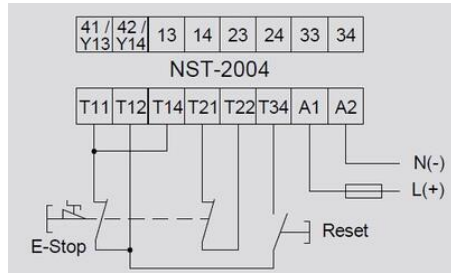 41 / 42 /
Y13 Y14 13 14 23 24 33 34
NST-2004
T11 T12 T14 T21 T22 T34 A1 A2
N(-)
L(+)
E-Stop
Reset